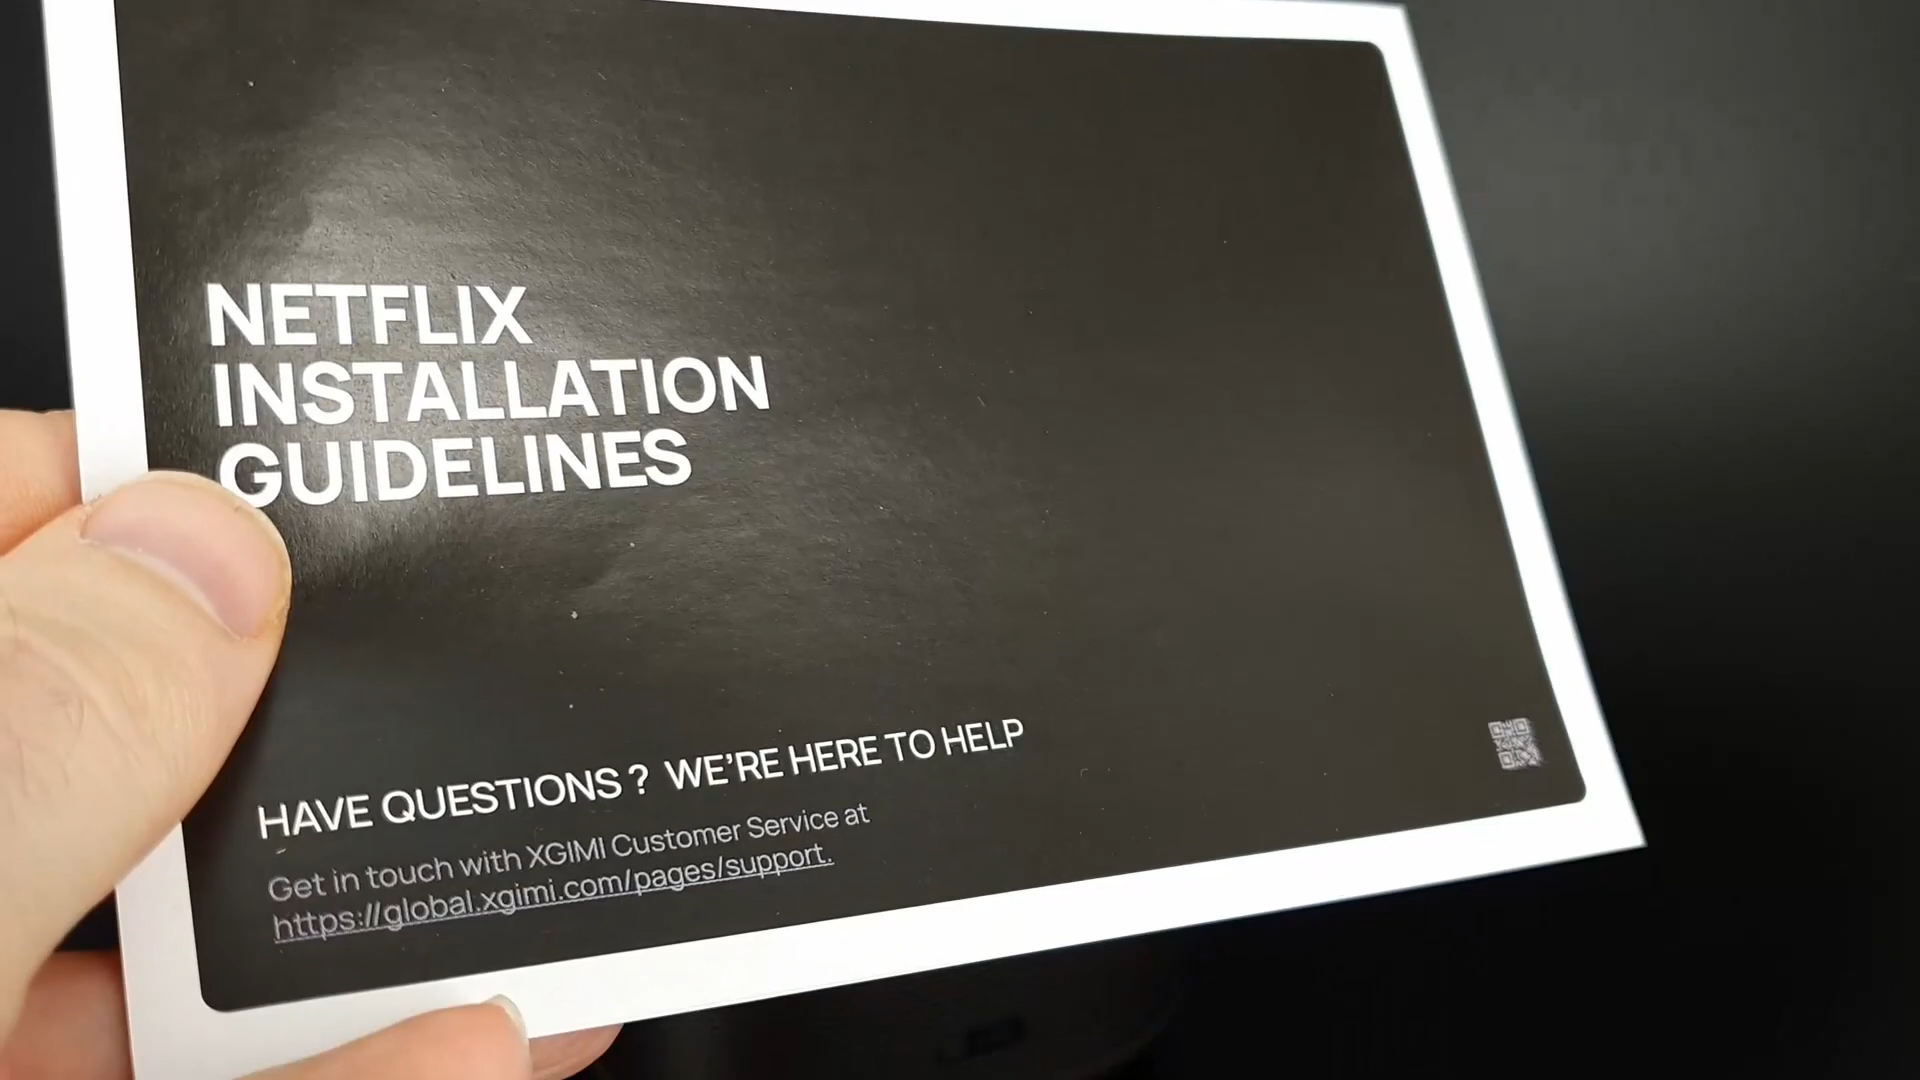 NETFLIX
INSTALLATION
GUIDELINES
HAVE QUESTIONS ? WE'RE HERE TO HELP
Get in touch with XGIMI Customer Service at
https://global.xgimi.com/pages/support.